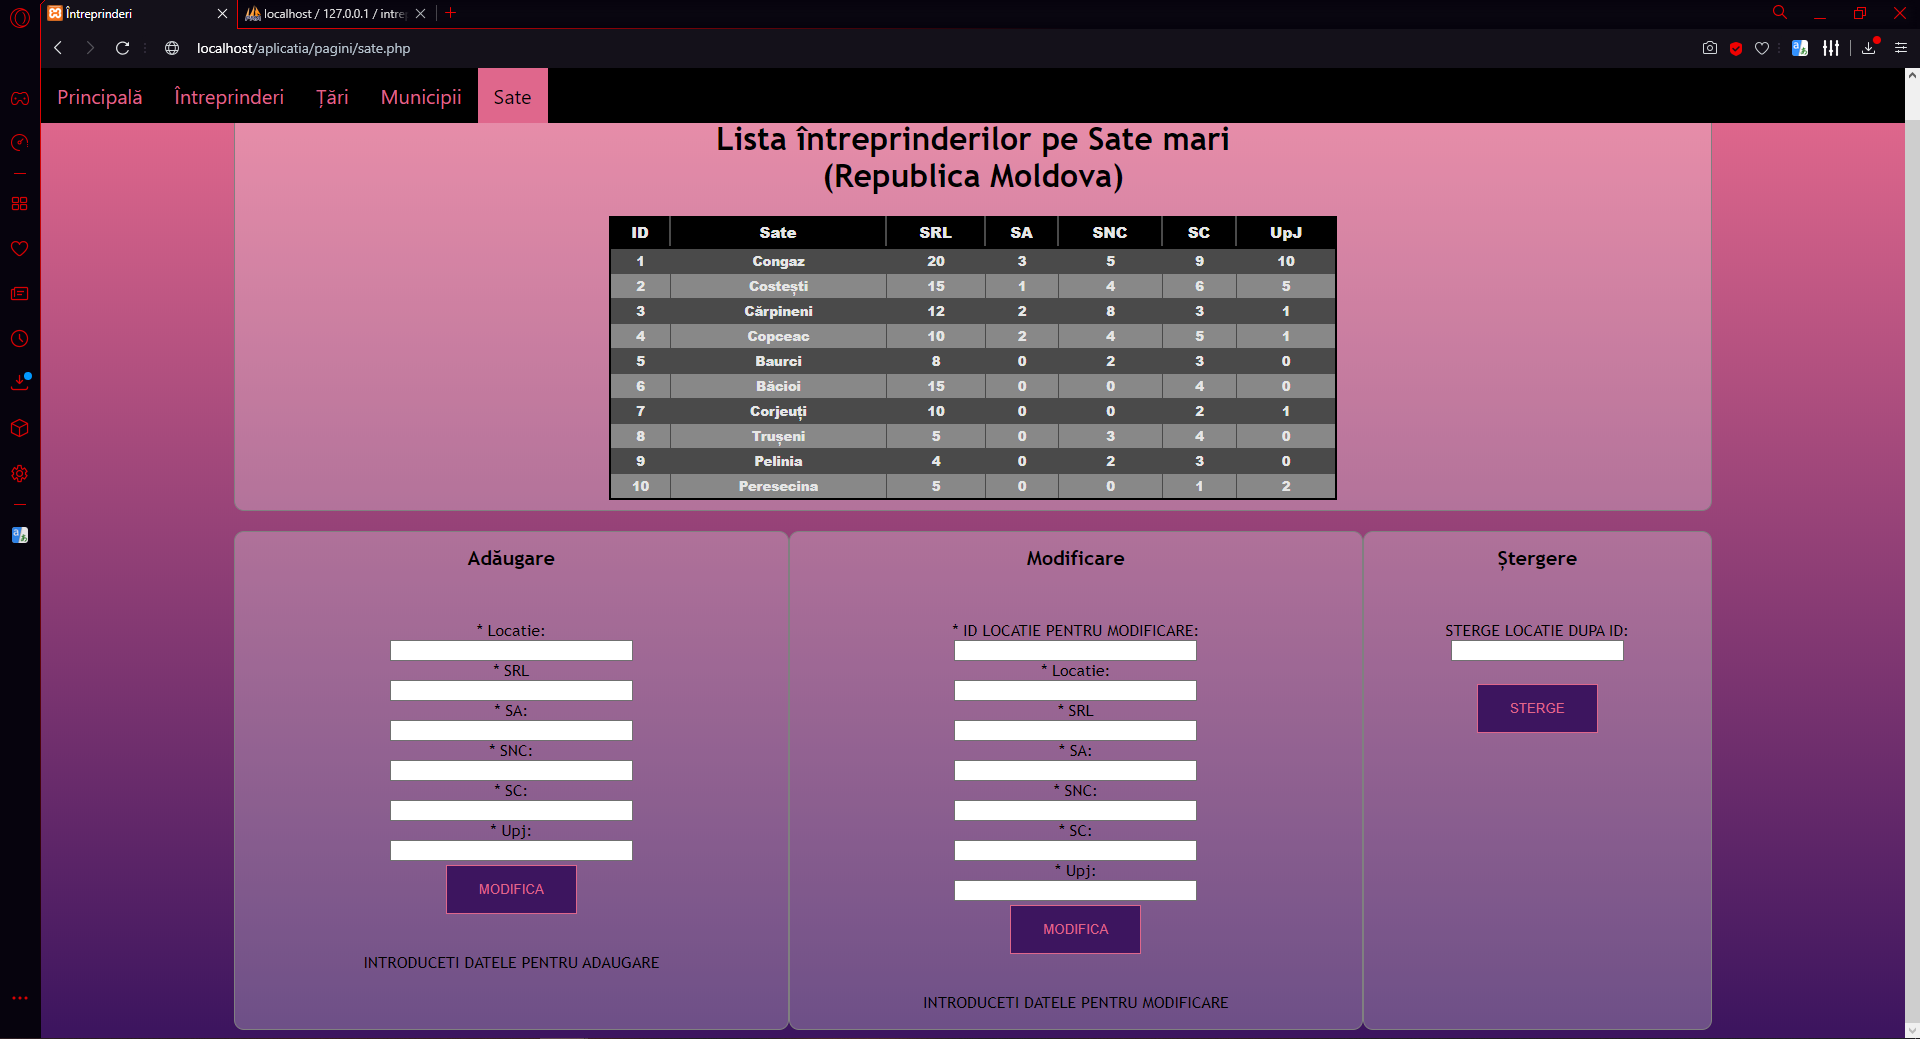 Întreprinderi
localhost / 127.0.0.1 / intre
localhost/aplicatia/pagini/sate.php
Principală Întreprinderi Țări Municipii Sate
Lista întreprinderilor pe Sate mari
(Republica Moldova)
ID Sate SRL SA SNC SC UpJ
1 Congaz 20 3 5 9 10
2 Costești 15 1 4 6 5
3 Cărpineni 12 2 8 3 1
4 Copceac 10 2 4 5 1
5 Baurci 8 0 2 3 0
6 Băcioi 15 0 0 4 0
7 Corjeuți 10 0 0 2 1
8 Trușeni 5 0 3 4 0
9 Pelinia 4 0 2 3 0
10 Peresecina 5 0 0 1 2
Adăugare
* Locatie:
* SRL
* SA:
* SNC:
* SC:
* Upj:
MODIFICA
INTRODUCETI DATELE PENTRU ADAUGARE
Modificare
* ID LOCATIE PENTRU MODIFICARE:
* Locatie:
* SRL
* SA:
* SNC:
* SC:
* Upj:
MODIFICA
INTRODUCETI DATELE PENTRU MODIFICARE
Ștergere
STERGE LOCATIE DUPA ID:
STERGE